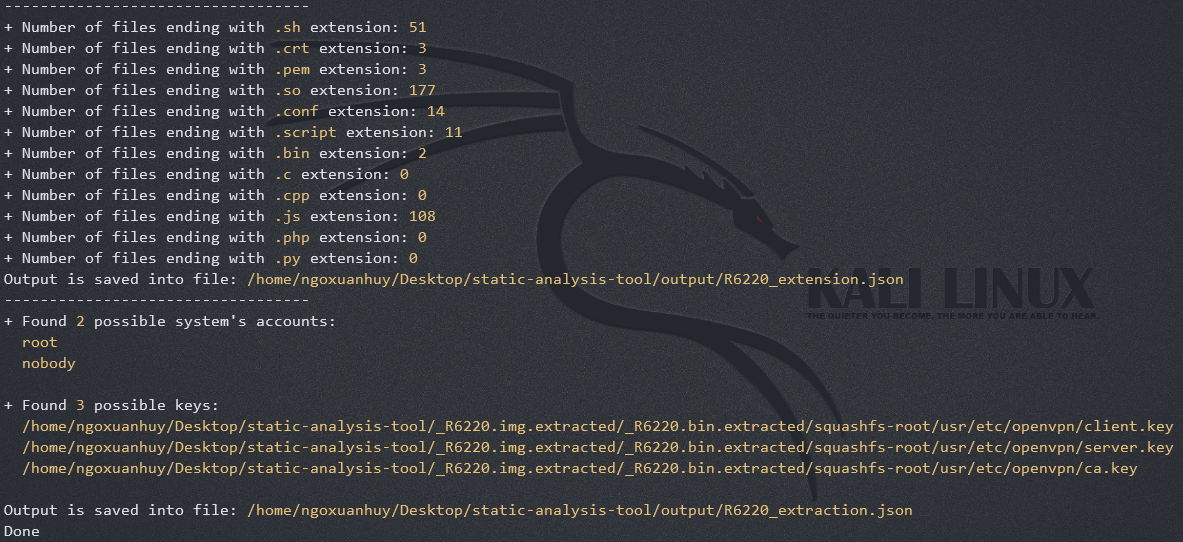 ----------------------------------
+ Number of files ending with .sh extension: 51
+ Number of files ending with .crt extension: 3
+ Number of files ending with .pem extension: 3
+ Number of files ending with .so extension: 177
+ Number of files ending with .conf extension: 14
+ Number of files ending with .script extension: 11
+ Number of files ending with .bin extension: 2
+ Number of files ending with .c extension: 0
+ Number of files ending with .cpp extension: 0
+ Number of files ending with .js extension: 108
+ Number of files ending with .php extension: 0
+ Number of files ending with .py extension: 0
Output is saved into file: /home/ngoxuanhuy/Desktop/static-analysis-tool/output/R6220_extension.json
----------------------------------
KALI LINUX
THE QUIETER YOU BECOME, THE MORE YOU ARE ABLE TO HEAR.
+ Found 2 possible system's accounts:
  root
  nobody
+ Found 3 possible keys:
  /home/ngoxuanhuy/Desktop/static-analysis-tool/_R6220.img.extracted/_R6220.bin.extracted/squashfs-root/usr/etc/openvpn/client.key
  /home/ngoxuanhuy/Desktop/static-analysis-tool/_R6220.img.extracted/_R6220.bin.extracted/squashfs-root/usr/etc/openvpn/server.key
  /home/ngoxuanhuy/Desktop/static-analysis-tool/_R6220.img.extracted/_R6220.bin.extracted/squashfs-root/usr/etc/openvpn/ca.key
Output is saved into file: /home/ngoxuanhuy/Desktop/static-analysis-tool/output/R6220_extraction.json
Done